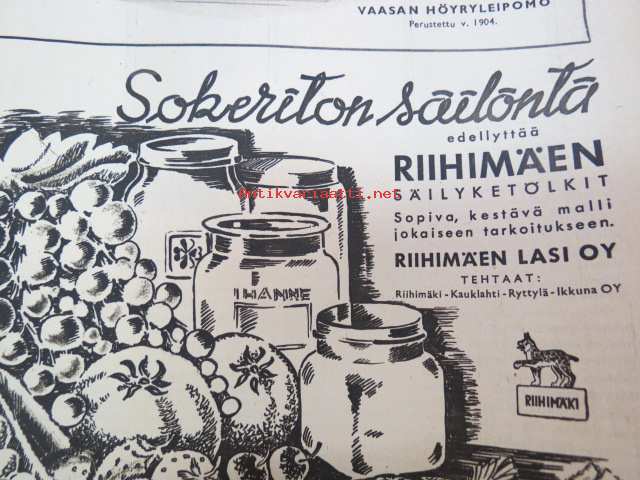 VAASAN HÖYRYLEIPOMO
Perustettu v. 1904.
Sokeriton säilöntä
edellyttää
RIIHIMÄEN
SÄILYKETÖLKIT
Antikvariaatti.net
Sopiva, kestävä malli
jokaiseen tarkoitukseen.
RIIHIMÄEN LASI OY
TEHTAAT:
Riihimäki - Kauklahti - Ryttylä - Ikkuna OY
IHANNE
RIIHIMÄKI